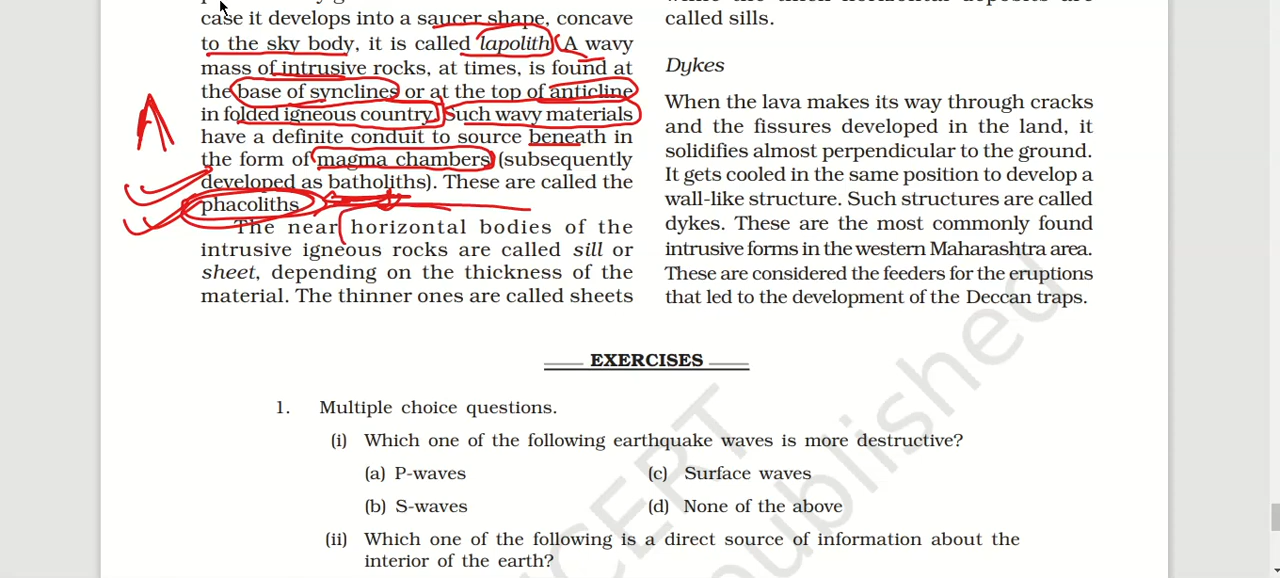 case it develops into a saucer shape, concave
to the sky body, it is called lapolith. A wavy
mass of intrusive rocks, at times, is found at
the base of synclines or at the top of anticline
in folded igneous country. Such wavy materials
have a definite conduit to source beneath in
the form of magma chambers (subsequently
developed as batholiths). These are called the
phacoliths.
The near horizontal bodies of the
intrusive igneous rocks are called sill or
sheet, depending on the thickness of the
material. The thinner ones are called sheets
A
called sills.
Dykes
When the lava makes its way through cracks
and the fissures developed in the land, it
solidifies almost perpendicular to the ground.
It gets cooled in the same position to develop a
wall-like structure. Such structures are called
dykes. These are the most commonly found
intrusive forms in the western Maharashtra area.
These are considered the feeders for the eruptions
that led to the development of the Deccan traps.
EXERCISES
1. Multiple choice questions.
(i) Which one of the following earthquake waves is more destructive?
(a) P-waves (c) Surface waves
(b) S-waves (d) None of the above
(ii) Which one of the following is a direct source of information about the
interior of the earth?